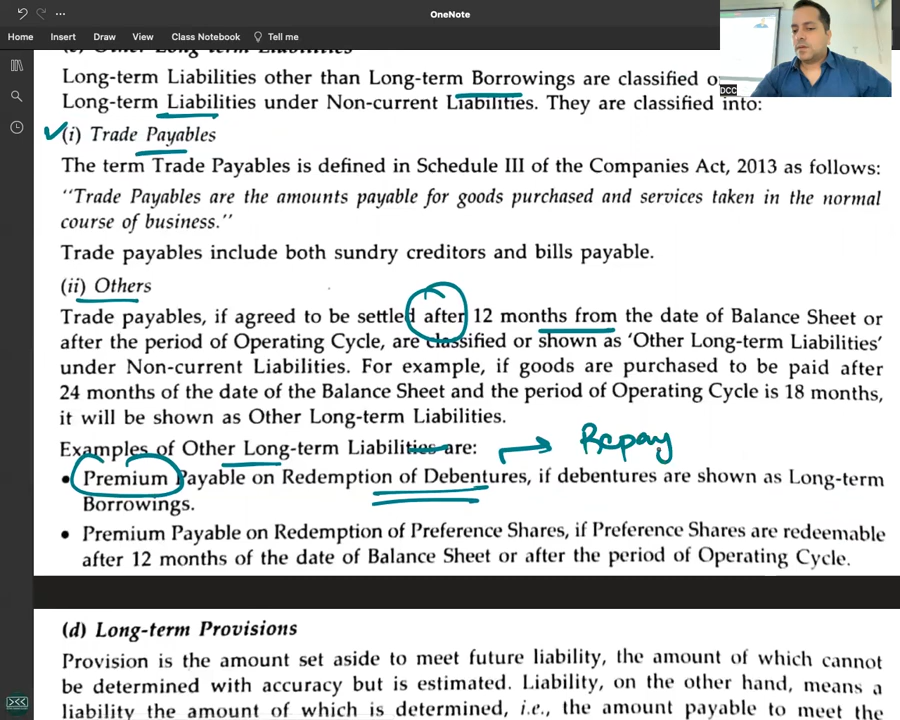 OneNote
Home Insert Draw View Class Notebook Tell me
DCC
(c) Other Long-term Liabilities
Long-term Liabilities other than Long-term Borrowings are classified
Long-term Liabilities under Non-current Liabilities. They are classified into:
(i) Trade Payables
The term Trade Payables is defined in Schedule III of the Companies Act, 2013 as follows:
“Trade Payables are the amounts payable for goods purchased and services taken in the normal
course of business.”
Trade payables include both sundry creditors and bills payable.
(ii) Others
Trade payables, if agreed to be settled after 12 months from the date of Balance Sheet or
after the period of Operating Cycle, are classified or shown as ‘Other Long-term Liabilities’
under Non-current Liabilities. For example, if goods are purchased to be paid after
24 months of the date of the Balance Sheet and the period of Operating Cycle is 18 months,
it will be shown as Other Long-term Liabilities.
Examples of Other Long-term Liabilities are:
Repay
• Premium Payable on Redemption of Debentures, if debentures are shown as Long-term
Borrowings.
• Premium Payable on Redemption of Preference Shares, if Preference Shares are redeemable
after 12 months of the date of Balance Sheet or after the period of Operating Cycle.
(d) Long-term Provisions
Provision is the amount set aside to meet future liability, the amount of which cannot
be determined with accuracy but is estimated. Liability, on the other hand, means a
liability the amount of which is determined, i.e., the amount payable to meet the